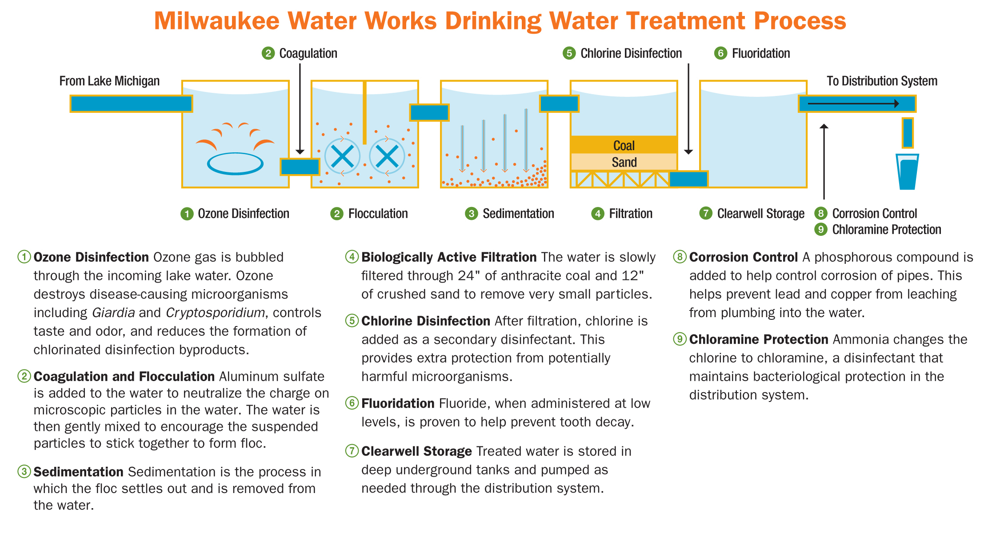 Milwaukee Water Works Drinking Water Treatment Process
2 Coagulation
5 Chlorine Disinfection
6 Fluoridation
From Lake Michigan
To Distribution System
Coal
Sand
1 Ozone Disinfection
2 Flocculation
3 Sedimentation
4 Filtration
7 Clearwell Storage
8 Corrosion Control
9 Chloramine Protection
1 Ozone Disinfection Ozone gas is bubbled
through the incoming lake water. Ozone
destroys disease-causing microorganisms
including Giardia and Cryptosporidium, controls
taste and odor, and reduces the formation of
chlorinated disinfection byproducts.
2 Coagulation and Flocculation Aluminum sulfate
is added to the water to neutralize the charge on
microscopic particles in the water. The water is
then gently mixed to encourage the suspended
particles to stick together to form floc.
3 Sedimentation Sedimentation is the process in
which the floc settles out and is removed from
the water.
4 Biologically Active Filtration The water is slowly
filtered through 24" of anthracite coal and 12"
of crushed sand to remove very small particles.
5 Chlorine Disinfection After filtration, chlorine is
added as a secondary disinfectant. This
provides extra protection from potentially
harmful microorganisms.
6 Fluoridation Fluoride, when administered at low
levels, is proven to help prevent tooth decay.
7 Clearwell Storage Treated water is stored in
deep underground tanks and pumped as
needed through the distribution system.
8 Corrosion Control A phosphorous compound is
added to help control corrosion of pipes. This
helps prevent lead and copper from leaching
from plumbing into the water.
9 Chloramine Protection Ammonia changes the
chlorine to chloramine, a disinfectant that
maintains bacteriological protection in the
distribution system.